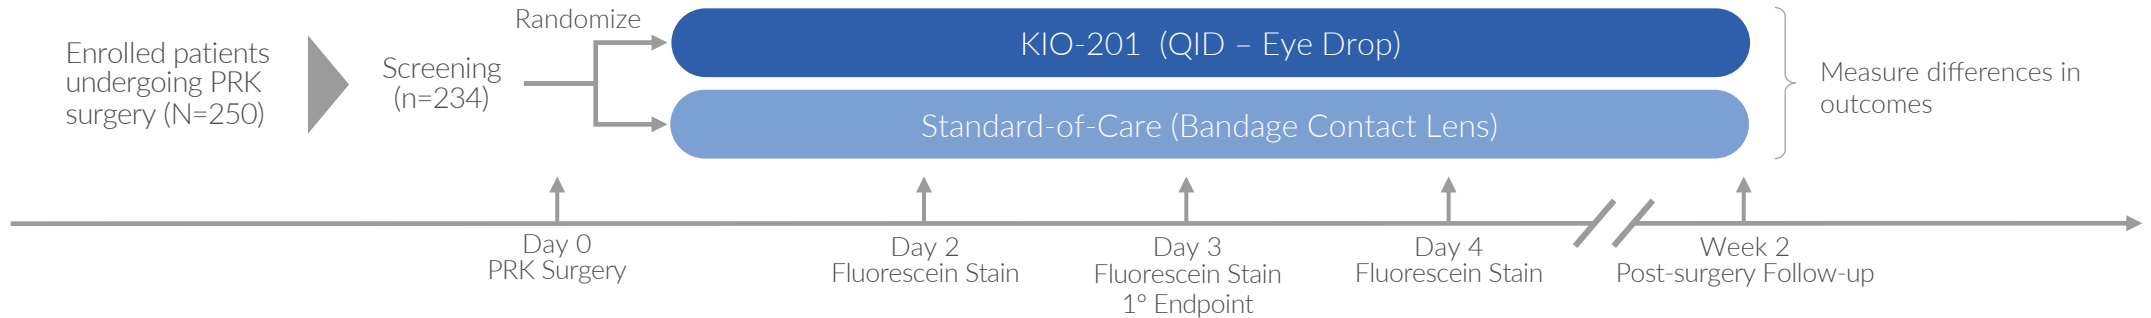 Enrolled patients
undergoing PRK
surgery (N=250)
Screening
(n=234)
Randomize
KIO-201 (QID – Eye Drop)
Standard-of-Care (Bandage Contact Lens)
Measure differences in
outcomes
Day 0
PRK Surgery
Day 2
Fluorescein Stain
Day 3
Fluorescein Stain
1° Endpoint
Day 4
Fluorescein Stain
Week 2
Post-surgery Follow-up